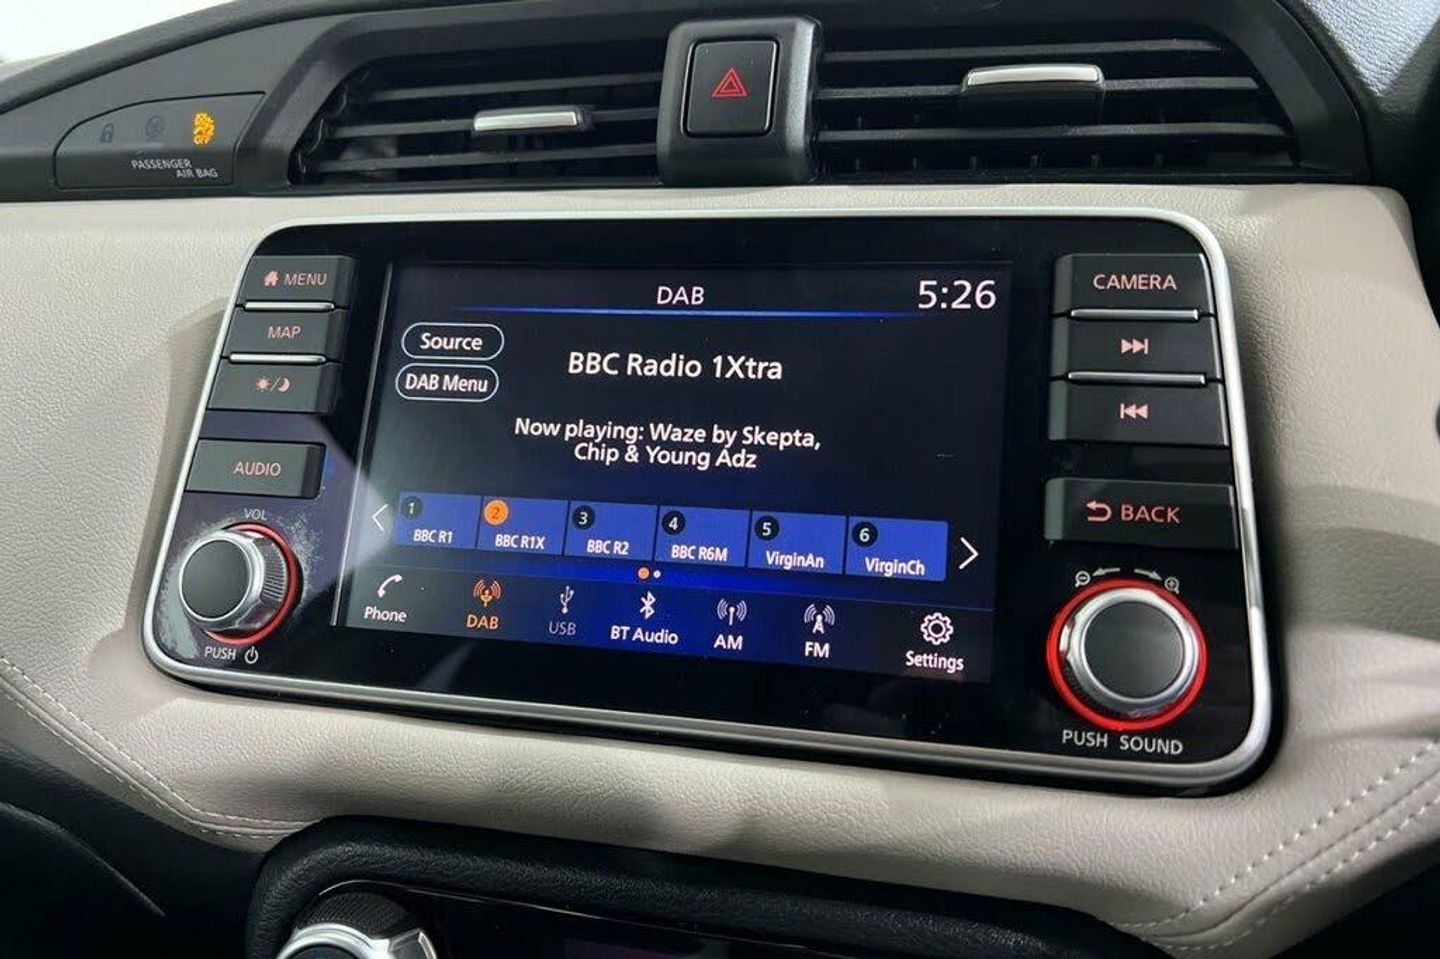 PASSENGER
AIR BAG
MENU
MAP
AUDIO
VOL
PUSH
DAB
5:26
Source
DAB Menu
BBC Radio 1Xtra
Now playing: Waze by Skepta,
Chip & Young Adz
1 BBC R1
2 BBC R1X
3 BBC R2
4 BBC R6M
5 VirginAn
6 VirginCh
Phone
DAB
USB
BT Audio
AM
FM
Settings
CAMERA
BACK
PUSH SOUND